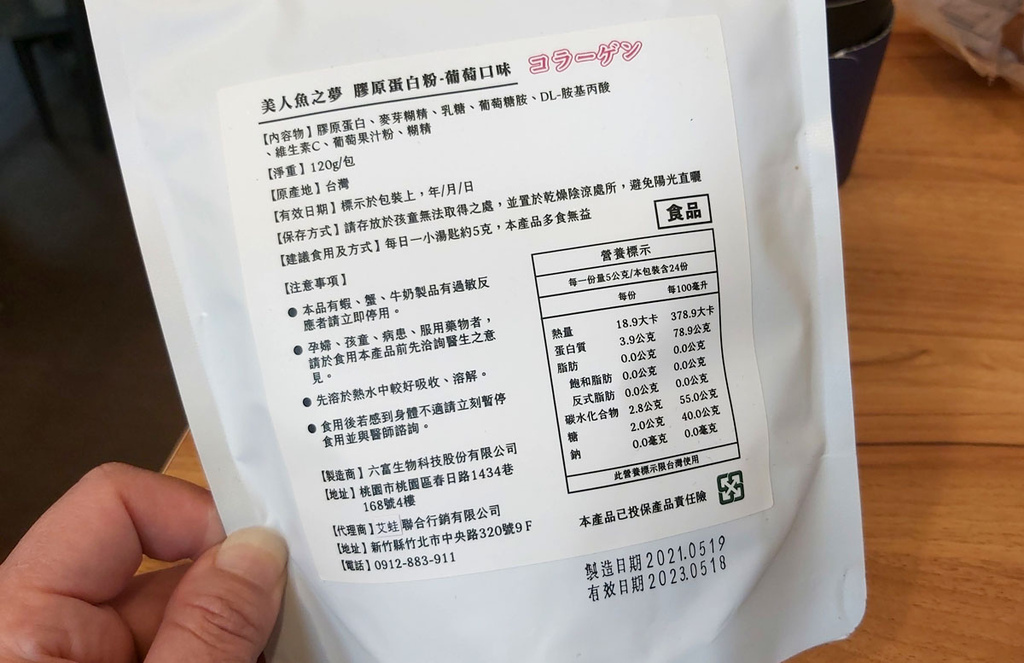 美人魚之夢 膠原蛋白粉-葡萄口味 コラーゲン
【內容物】膠原蛋白、麥芽糊精、乳糖、葡萄糖胺、DL-胺基丙酸
、維生素C、葡萄果汁粉、糊精
【淨重】120g/包
【原產地】台灣
【有效日期】標示於包裝上，年/月/日
【保存方式】請存放於孩童無法取得之處，並置於乾燥陰涼處所，避免陽光直曬
【建議食用及方式】每日一小湯匙約5克，本產品多食無益
食品
【注意事項】
● 本品有蝦、蟹、牛奶製品有過敏反
應者請立即停用。
● 孕婦、孩童、病患、服用藥物者，
請於食用本產品前先洽詢醫生之意
見。
● 先溶於熱水中較好吸收、溶解。
● 食用後若感到身體不適請立刻暫停
食用並與醫師諮詢。
【製造商】六富生物科技股份有限公司
【地址】桃園市桃園區春日路1434巷
168號4樓
【代理商】艾蛙聯合行銷有限公司
【地址】新竹縣竹北市中央路320號9F
【電話】0912-883-911
營養標示
每一份量5公克/本包裝含24份
每份 每100毫升
熱量 18.9大卡 378.9大卡
蛋白質 3.9公克 78.9公克
脂肪 0.0公克 0.0公克
飽和脂肪 0.0公克 0.0公克
反式脂肪 0.0公克 0.0公克
碳水化合物 2.8公克 55.0公克
糖 2.0公克 40.0公克
鈉 0.0毫克 0.0毫克
此營養標示限台灣使用
本產品已投保產品責任險
製造日期2021.0519
有效日期2023.0518